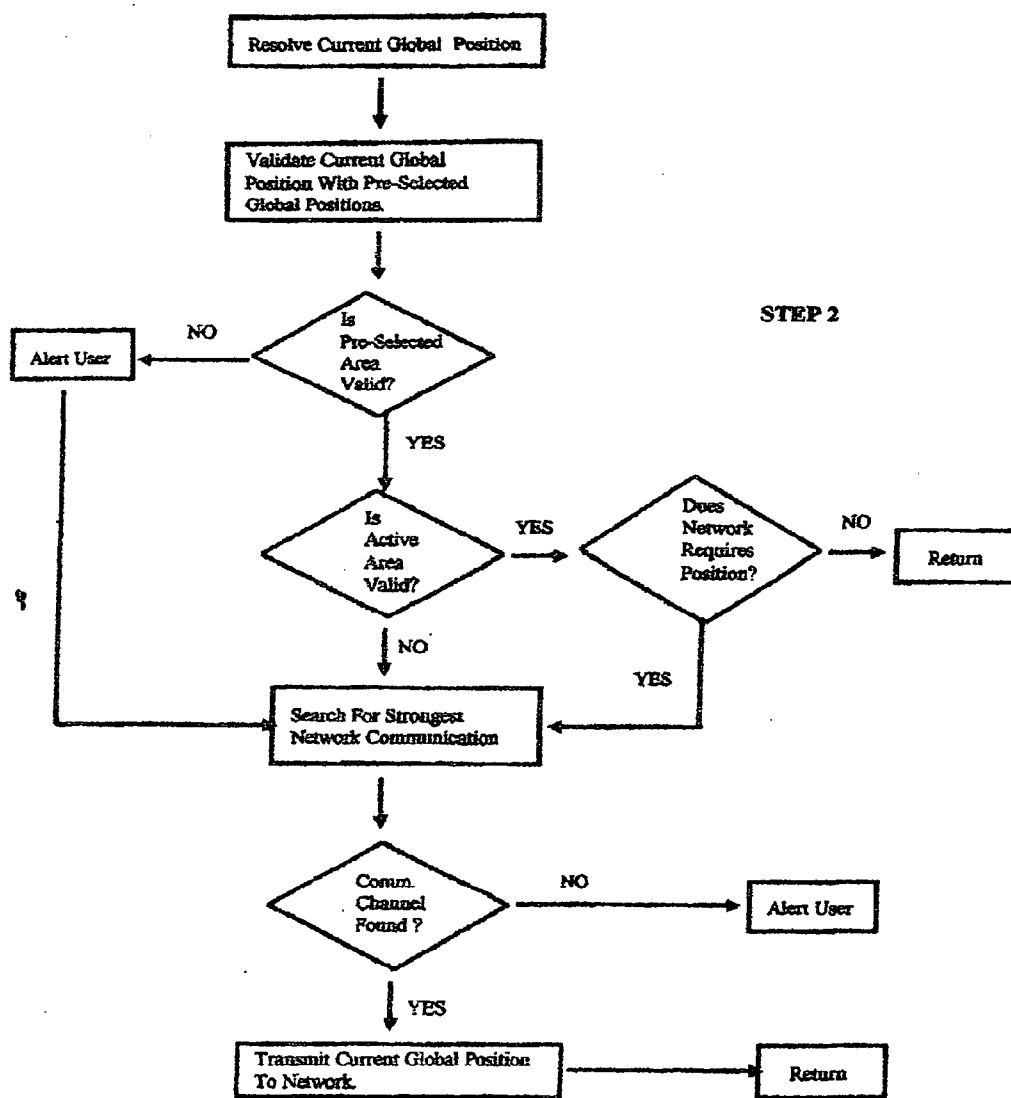 Resolve Current Global Position
Validate Current Global
Position With Pre-Selected
Global Positions.
STEP 2
Is
Pre-Selected
Area
Valid?
NO
Alert User
YES
Is
Active
Area
Valid?
YES
Does
Network
Requires
Position?
NO
Return
NO
YES
Search For Strongest
Network Communication
Comm.
Channel
Found ?
NO
Alert User
YES
Transmit Current Global Position
To Network.
Return